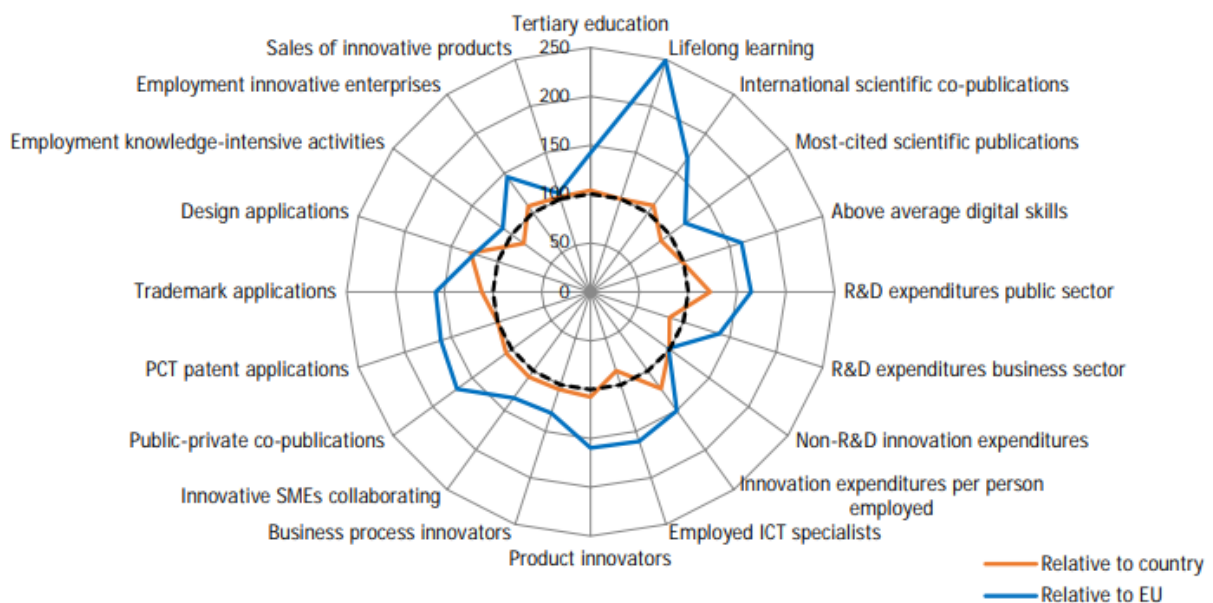 Tertiary education
Sales of innovative products
250
Lifelong learning
Employment innovative enterprises
200
International scientific co-publications
Employment knowledge-intensive activities
150
Most-cited scientific publications
Design applications
100
Above average digital skills
50
Trademark applications
0
R&D expenditures public sector
PCT patent applications
R&D expenditures business sector
Public-private co-publications
Non-R&D innovation expenditures
Innovative SMEs collaborating
Innovation expenditures per person
employed
Business process innovators
Employed ICT specialists
Product innovators
Relative to country
Relative to EU